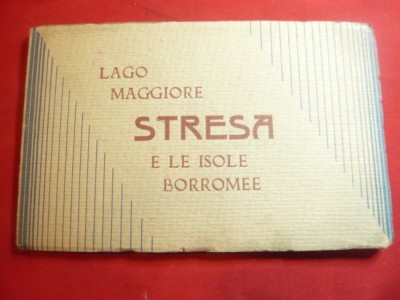 LAGO
MAGGIORE
STRESA
E LE ISOLE
BORROMEE